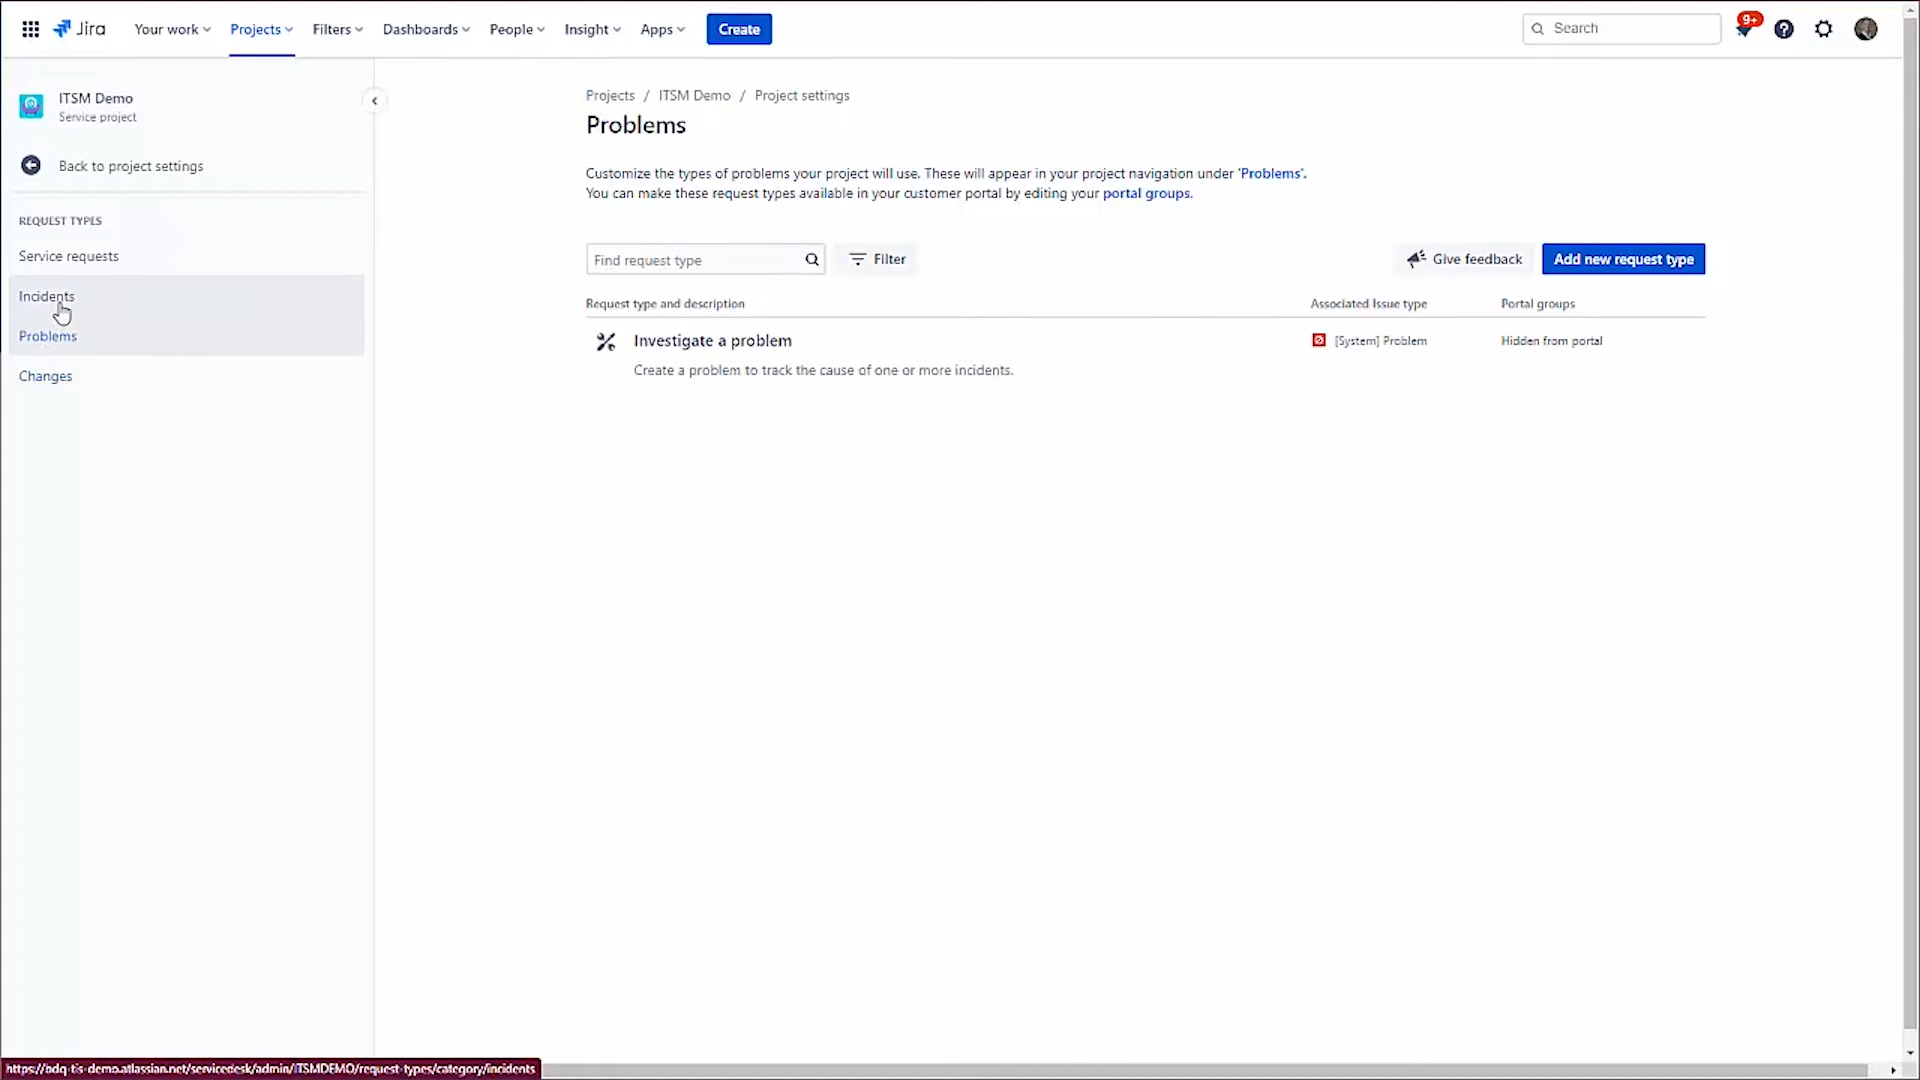 Jira
Your work
Projects
Filters
Dashboards
People
Insight
Apps
Create
Search
9+
ITSM Demo
Service project
Back to project settings
REQUEST TYPES
Service requests
Incidents
Problems
Changes
Projects / ITSM Demo / Project settings
Problems
Customize the types of problems your project will use. These will appear in your project navigation under 'Problems'.
You can make these request types available in your customer portal by editing your portal groups.
Find request type
Filter
Give feedback
Add new request type
Request type and description
Associated Issue type
Portal groups
Investigate a problem
[System] Problem
Hidden from portal
Create a problem to track the cause of one or more incidents.
https://bdq-tis-demo.atlassian.net/servicedesk/admin/ITSMDEMO/request-types/category/incidents